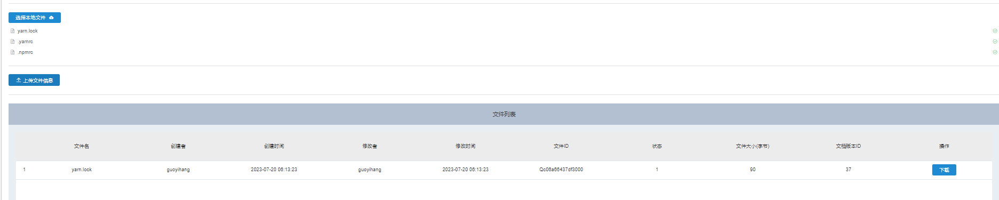 选择本地文件
yarn.lock
.yarnrc
.npmrc
上传文件信息
文件列表
文件名 创建者 创建时间 修改者 修改时间 文件ID 状态 文件大小(字节) 文档版本ID 操作
1 yarn.lock guoyihang 2023-07-20 06:13:23 guoyihang 2023-07-20 06:13:23 Qc06a66437df3000 1 90 37 下载